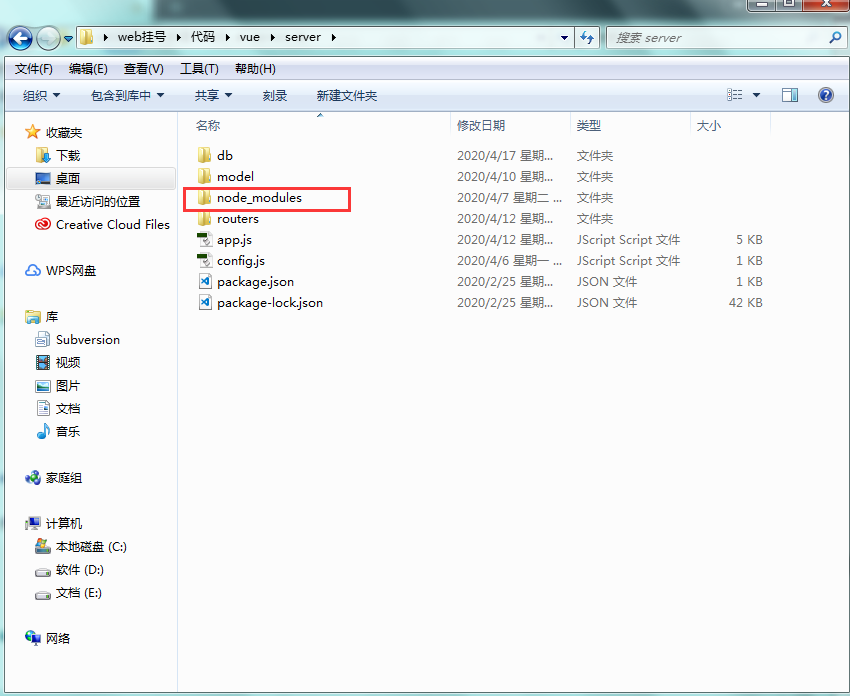 web挂号 代码 vue server 搜索 server
文件(F) 编辑(E) 查看(V) 工具(T) 帮助(H)
组织 包含到库中 共享 刻录 新建文件夹
名称 修改日期 类型 大小
收藏夹
下载
桌面
最近访问的位置
Creative Cloud Files
WPS网盘
库
Subversion
视频
图片
文档
音乐
家庭组
计算机
本地磁盘 (C:)
软件 (D:)
文档 (E:)
网络
db 2020/4/17 星期... 文件夹
model 2020/4/10 星期... 文件夹
node_modules 2020/4/7 星期二 ... 文件夹
routers 2020/4/12 星期... 文件夹
app.js 2020/4/12 星期... JScript Script 文件 5 KB
config.js 2020/4/6 星期一 ... JScript Script 文件 1 KB
package.json 2020/2/25 星期... JSON 文件 1 KB
package-lock.json 2020/2/25 星期... JSON 文件 42 KB